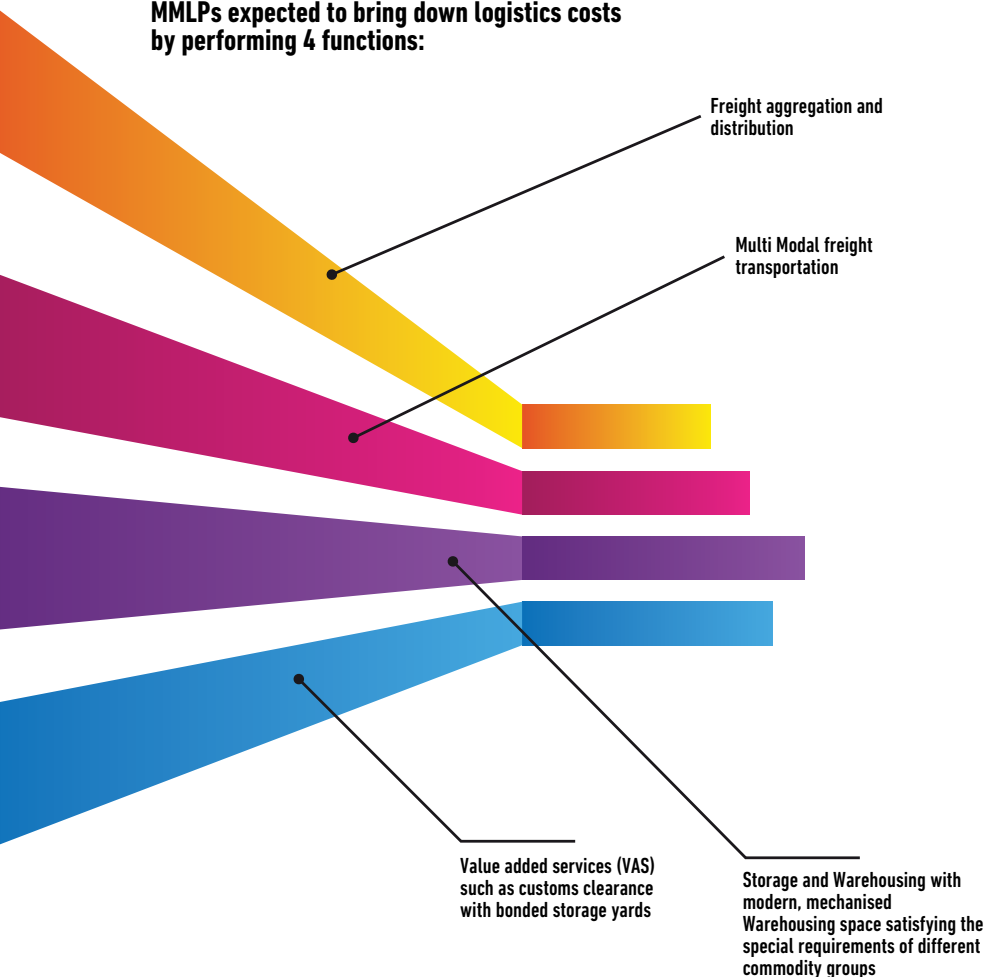 MMLPs expected to bring down logistics costs
by performing 4 functions:
Freight aggregation and
distribution
Multi Modal freight
transportation
Value added services (VAS)
such as customs clearance
with bonded storage yards
Storage and Warehousing with
modern, mechanised
Warehousing space satisfying the
special requirements of different
commodity groups